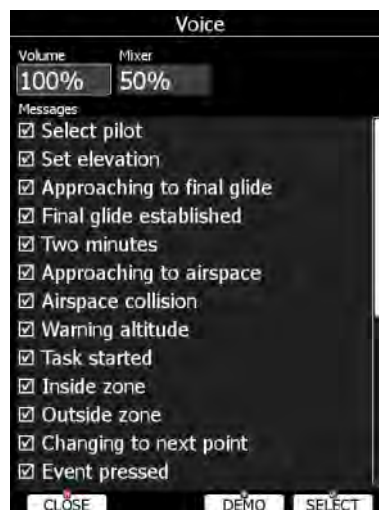 Voice
Volume Mixer
100% 50%
Messages
Select pilot
Set elevation
Approaching to final glide
Final glide established
Two minutes
Approaching to airspace
Airspace collision
Warning altitude
Task started
Inside zone
Outside zone
Changing to next point
Event pressed
CLOSE DEMO SELECT